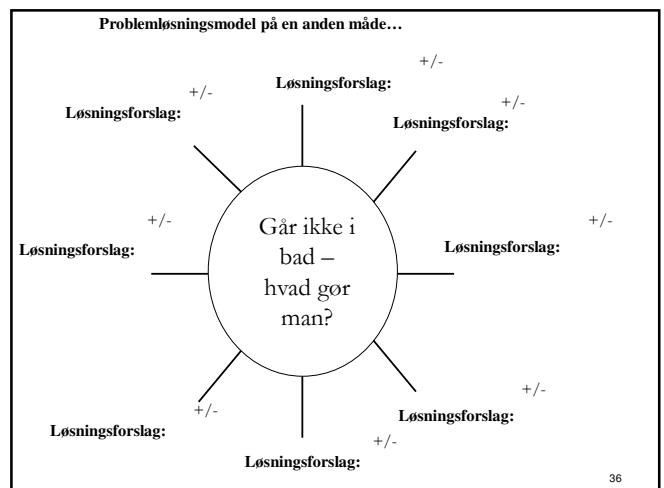 Problemløsningsmodel på en anden måde…
+/-
Løsningsforslag:
+/-
Løsningsforslag:
+/-
Løsningsforslag:
+/-
Løsningsforslag:
Går ikke i
bad –
hvad gør
man?
+/-
Løsningsforslag:
+/-
Løsningsforslag:
+/-
Løsningsforslag:
+/-
Løsningsforslag:
36